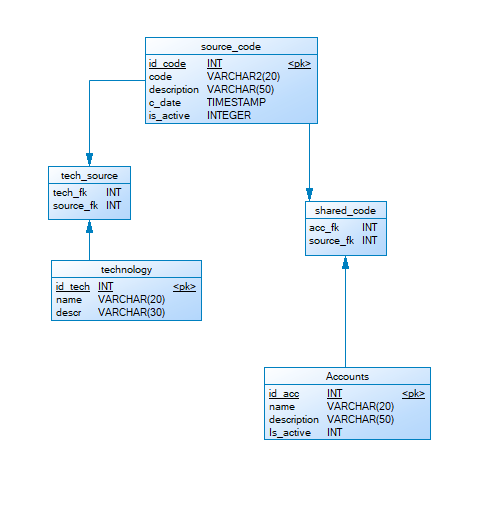 source_code
id_code INT <pk>
code VARCHAR2(20)
description VARCHAR(50)
c_date TIMESTAMP
is_active INTEGER
tech_source
tech_fk INT
source_fk INT
shared_code
acc_fk INT
source_fk INT
technology
id_tech INT <pk>
name VARCHAR(20)
descr VARCHAR(30)
Accounts
id_acc INT <pk>
name VARCHAR(20)
description VARCHAR(50)
Is_active INT